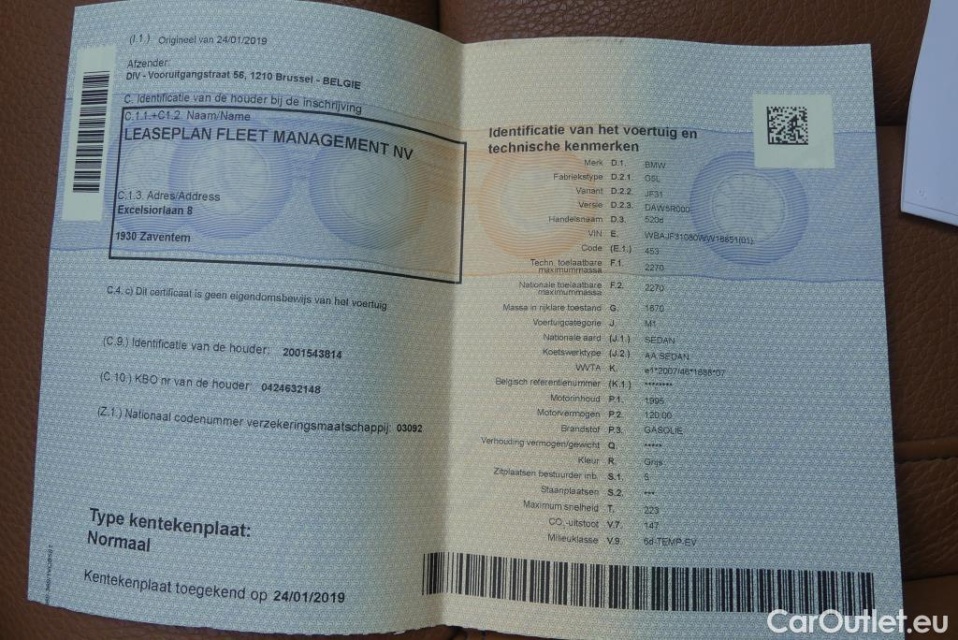 (I.1.) Origineel van 24/01/2019
Afzender:
DIV - Vooruitgangstraat 56, 1210 Brussel - BELGIE
C. Identificatie van de houder bij de inschrijving
C.1.1.+C1.2. Naam/Name
LEASEPLAN FLEET MANAGEMENT NV
C.1.3. Adres/Address
Excelsiorlaan 8
1930 Zaventem
C.4. c) Dit certificaat is geen eigendomsbewijs van het voertuig
(C.9.) Identificatie van de houder: 2001543814
(C.10.) KBO nr van de houder: 0424632148
(Z.1.) Nationaal codenummer verzekeringsmaatschappij: 03092
Type kentekenplaat:
Normaal
Kentekenplaat toegekend op 24/01/2019
Identificatie van het voertuig en
technische kenmerken
Merk D.1. BMW
Fabriekstype D.2.1. G5L
Variant D.2.2. JF31
Versie D.2.3. DAW5R000
Handelsnaam D.3. 520d
VIN E.
Code (E.1.) 453
Techn. toelaatbare
maximummassa F.1. 2270
Nationale toelaatbare
maximummassa F.2. 2270
Massa in rijklare toestand G. 1670
Voertuigcategorie J. M1
Nationale aard (J.1.) SEDAN
Koetswerktype (J.2.) AA SEDAN
WVTA K. e1*2007/46*1688*07
Belgisch referentienummer (K.1.) ********
Motorinhoud P.1. 1995
Motorvermogen P.2. 120.00
Brandstof P.3. GASOLIE
Verhouding vermogen/gewicht Q. *****
Kleur R. Grijs
Zitplaatsen bestuurder inb. S.1. 5
Staanplaatsen S.2. ***
Maximum snelheid T. 223
CO₂-uitstoot V.7. 147
Milieuklasse V.9. 6d-TEMP-EV
CarOutlet.eu